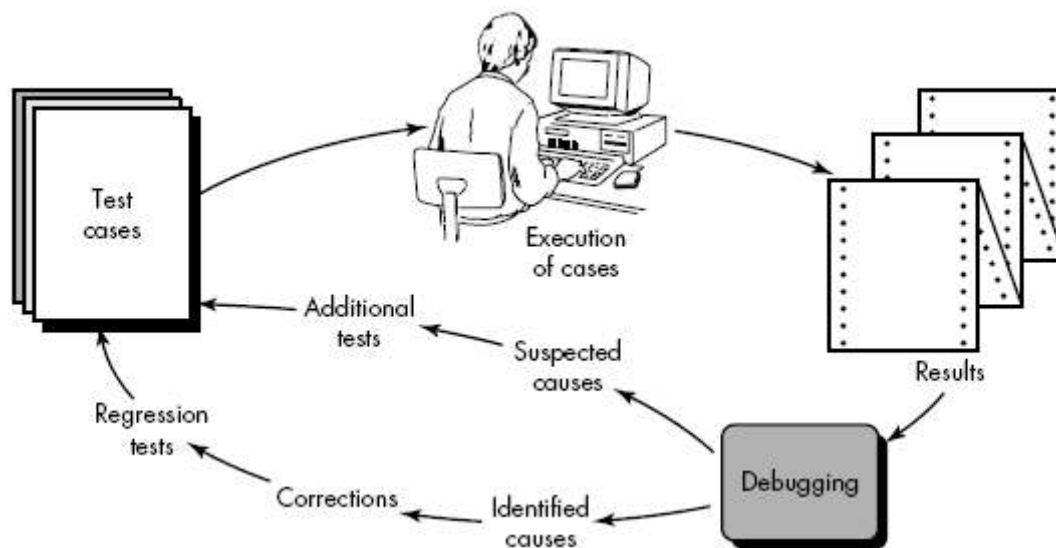 Test
cases
Execution
of cases
Results
Additional
tests
Suspected
causes
Debugging
Regression
tests
Corrections
Identified
causes